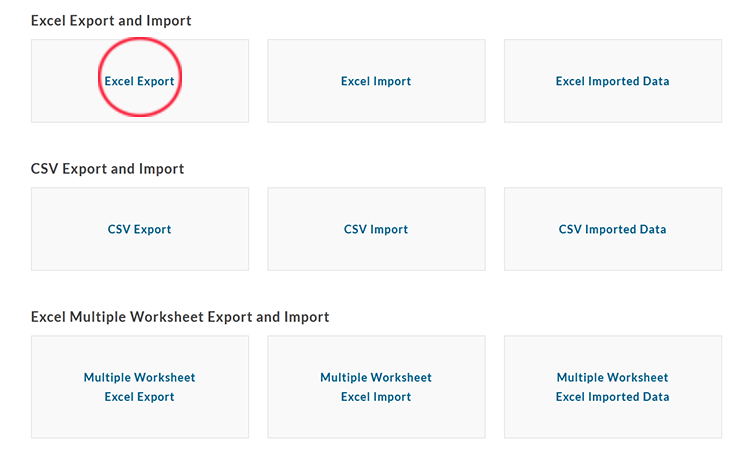 Excel Export and Import
Excel Export
Excel Import
Excel Imported Data
CSV Export and Import
CSV Export
CSV Import
CSV Imported Data
Excel Multiple Worksheet Export and Import
Multiple Worksheet
Excel Export
Multiple Worksheet
Excel Import
Multiple Worksheet
Excel Imported Data